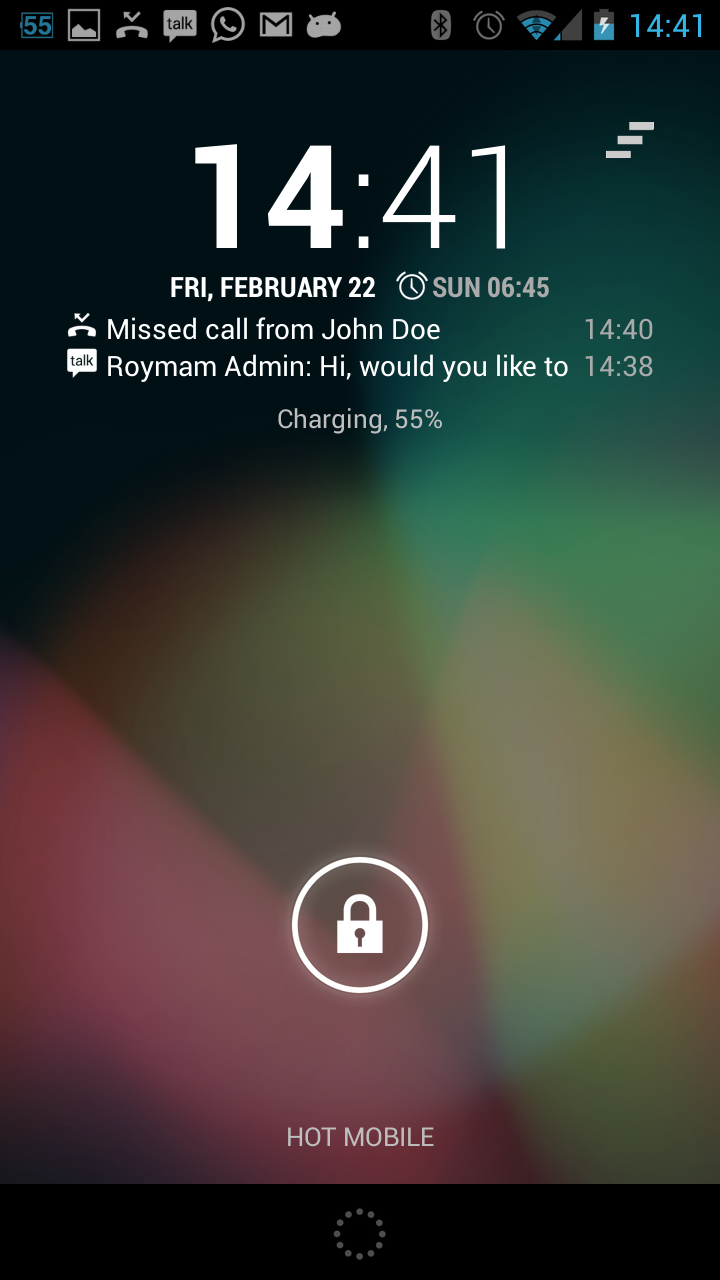 55 talk 14:41
14:41
FRI, FEBRUARY 22 SUN 06:45
Missed call from John Doe 14:40
talk Roymam Admin: Hi, would you like to 14:38
Charging, 55%
HOT MOBILE